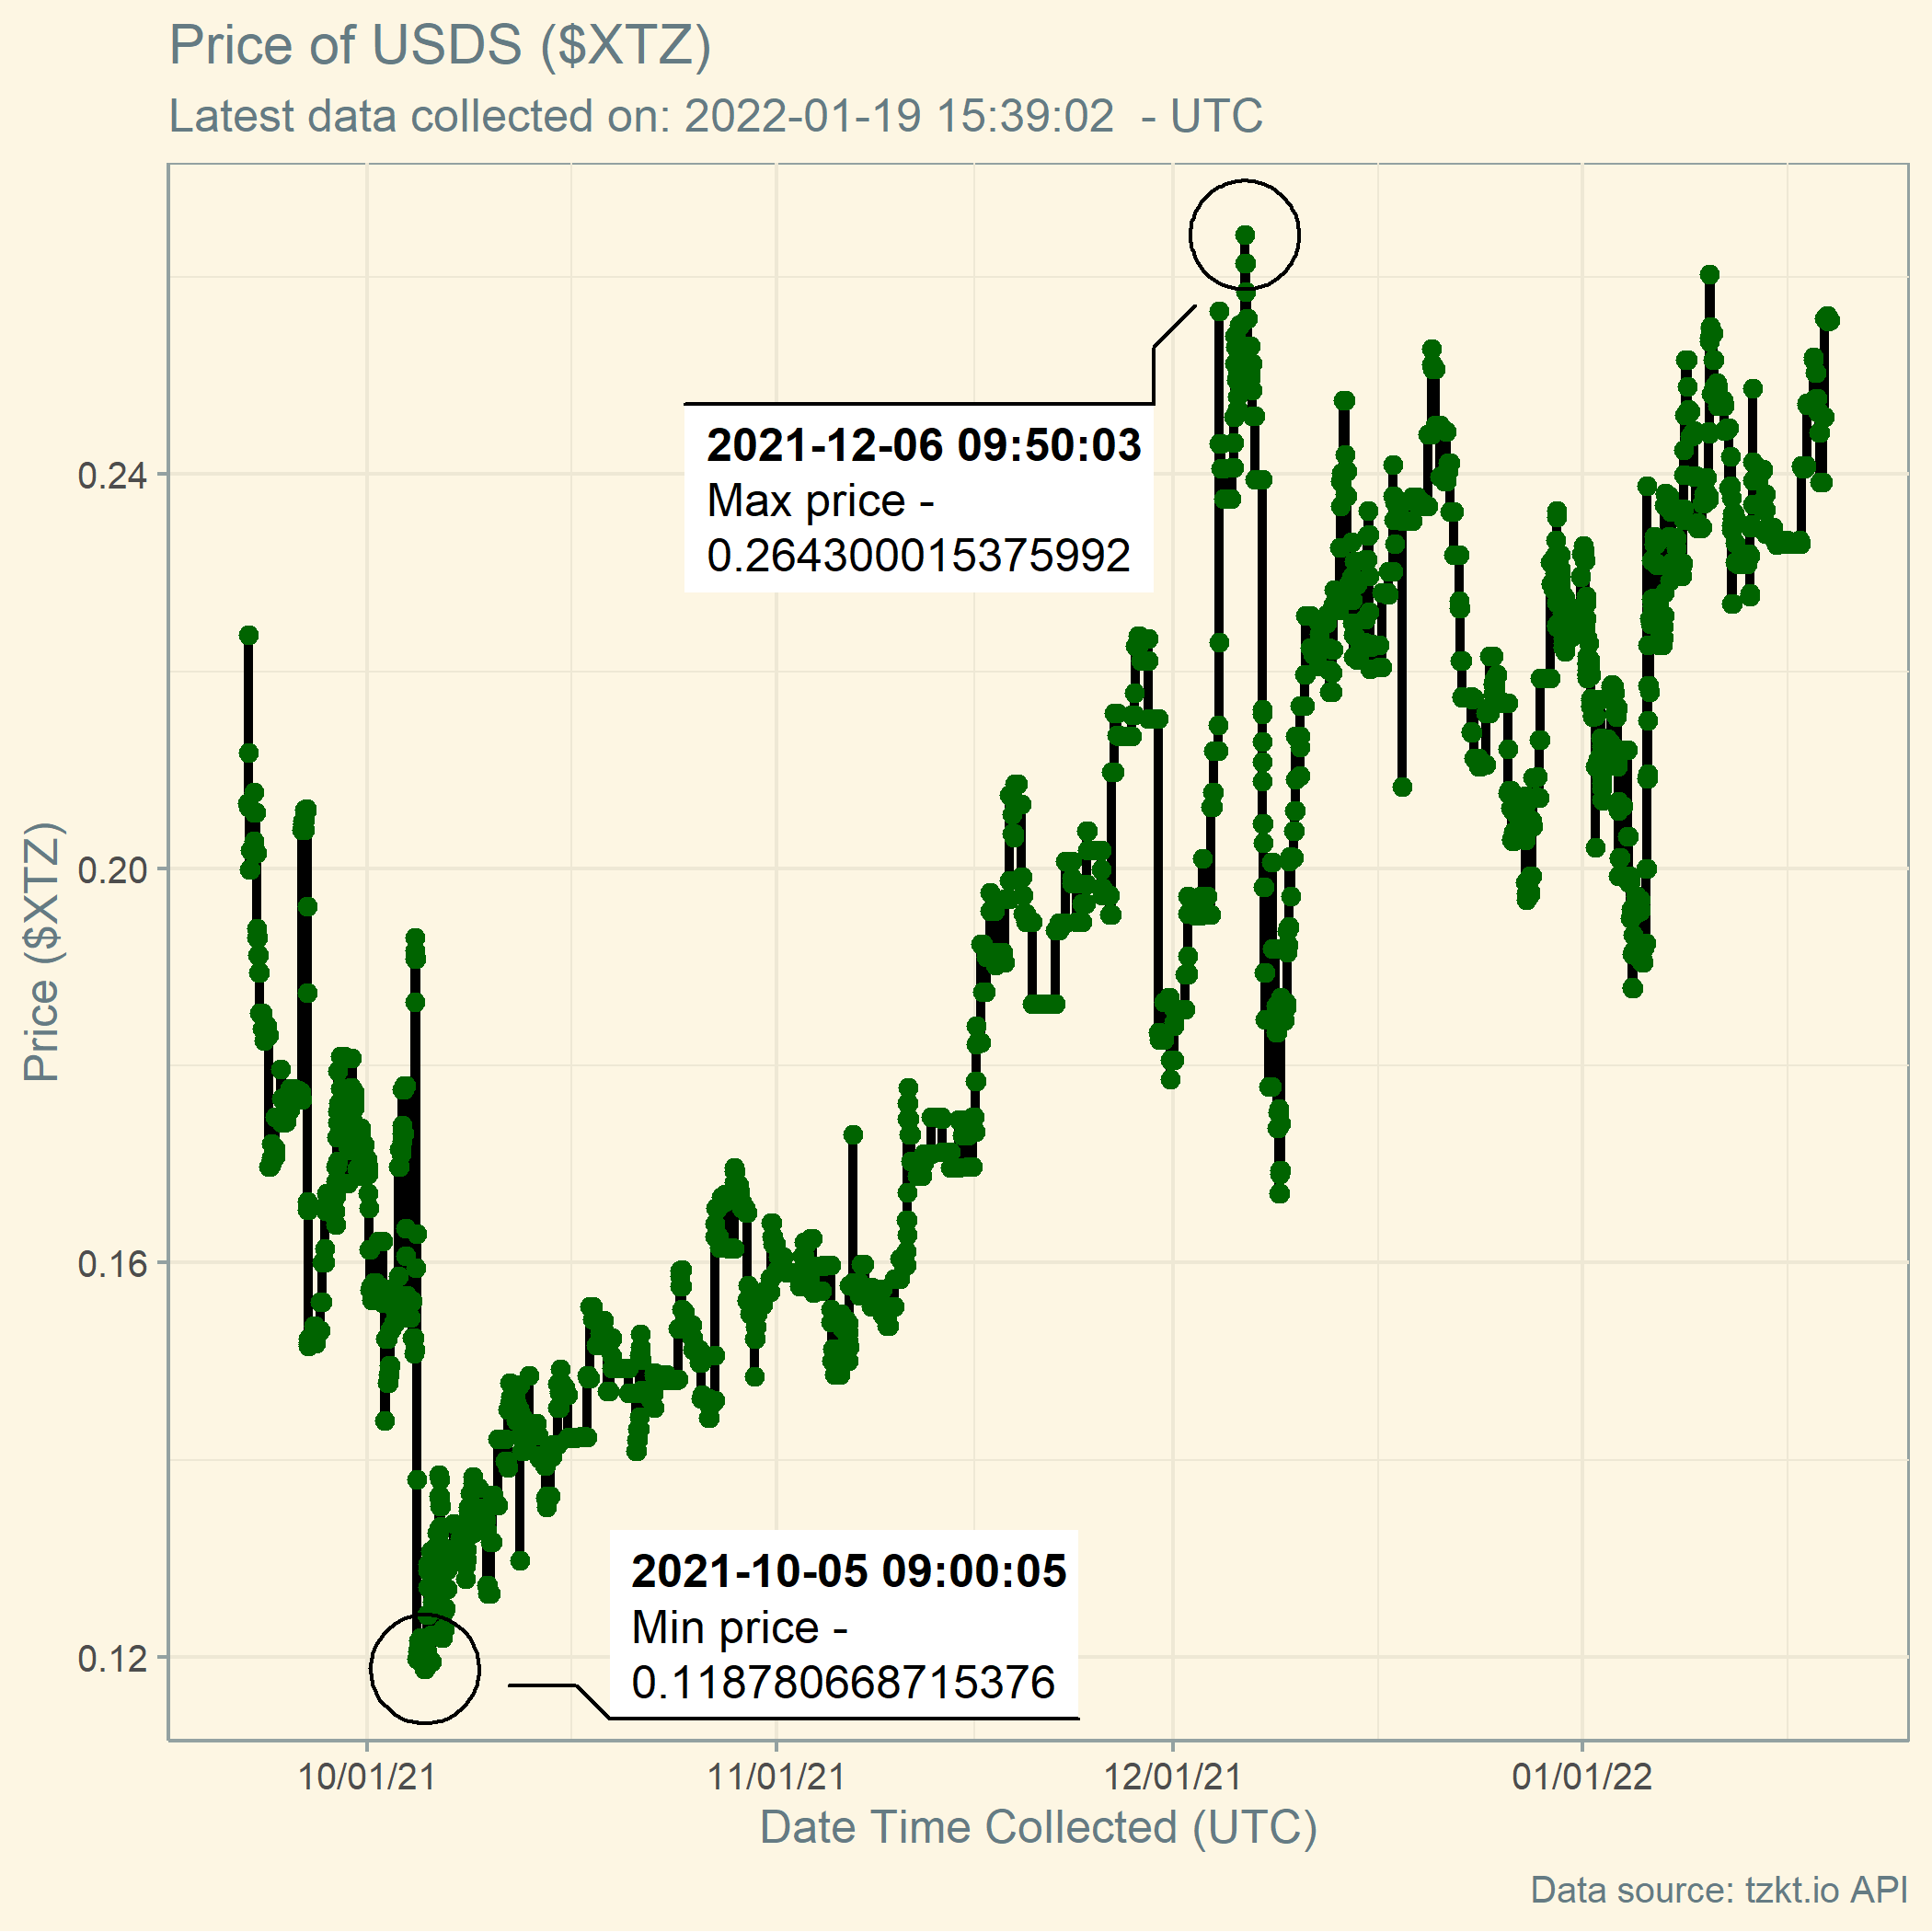 Price of USDS ($XTZ)
Latest data collected on: 2022-01-19 15:39:02  - UTC
2021-12-06 09:50:03
Max price -
0.264300015375992
0.24
0.20
0.16
0.12
Price ($XTZ)
2021-10-05 09:00:05
Min price -
0.118780668715376
10/01/21
11/01/21
12/01/21
01/01/22
Date Time Collected (UTC)
Data source: tzkt.io API